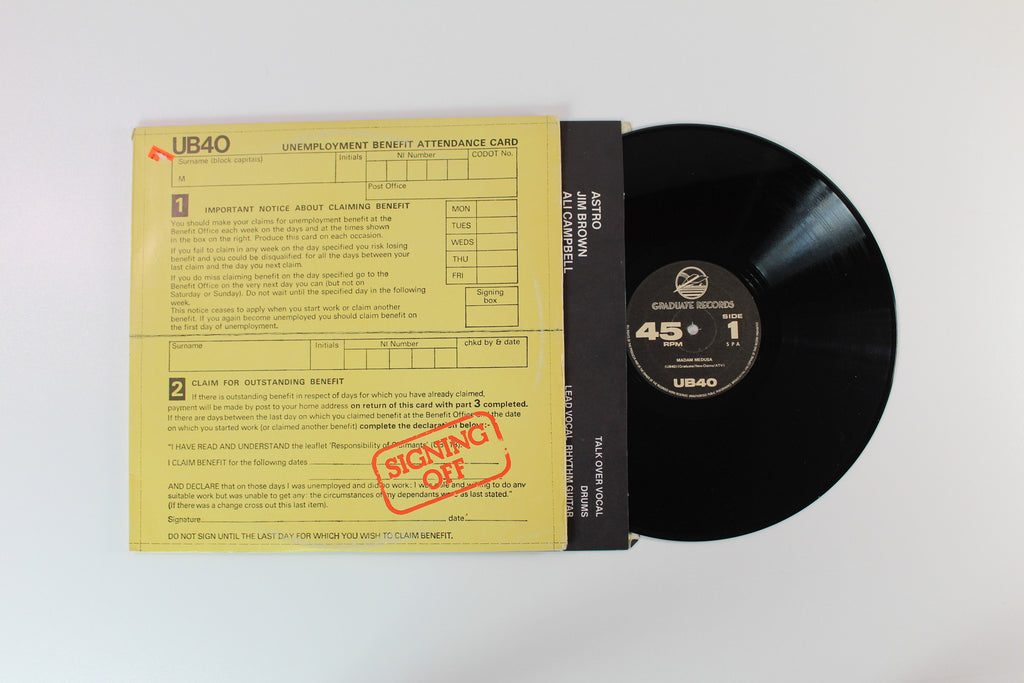 UB40
UNEMPLOYMENT BENEFIT ATTENDANCE CARD
Surname (block capitals)
Initials
NI Number
CODOT No.
M
Post Office
1
IMPORTANT NOTICE ABOUT CLAIMING BENEFIT
You should make your claims for unemployment benefit at the
Benefit Office each week on the days and at the times shown
in the box on the right. Produce this card on each occasion.
If you fail to claim in any week on the day specified you risk losing
benefit and you could be disqualified for all the days between your
last claim and the day you next claim.
If you do miss claiming benefit on the day specified go to the
Benefit Office on the very next day you can (but not on
Saturday or Sunday). Do not wait until the specified day in the following
week.
This notice ceases to apply when you start work or claim another
benefit. If you again become unemployed you should claim benefit on
the first day of unemployment.
MON
TUES
WEDS
THU
FRI
Signing
box
Surname
Initials
NI Number
chkd by & date
2
CLAIM FOR OUTSTANDING BENEFIT
If there is outstanding benefit in respect of days for which you have already claimed,
payment will be made by post to your home address on return of this card with part 3 completed.
If there are days between the last day on which you claimed benefit at the Benefit Office and the date
on which you started work (or claimed another benefit) complete the declaration below:-
"I HAVE READ AND UNDERSTAND the leaflet 'Responsibility of Claimants'
I CLAIM BENEFIT for the following dates
AND DECLARE that on those days I was unemployed and did no work: I was able and willing to do any
suitable work but was unable to get any: the circumstances of my dependants were as last stated."
(If there was a change cross out this last item).
Signature
date
DO NOT SIGN UNTIL THE LAST DAY FOR WHICH YOU WISH TO CLAIM BENEFIT.
SIGNING
OFF
ASTRO
JIM BROWN
ALI CAMPBELL
TALK OVER VOCAL
DRUMS
LEAD VOCAL, RHYTHM GUITAR
GRADUATE RECORDS
45
RPM
SIDE
1
SPA
MADAM MEDUSA
UB40